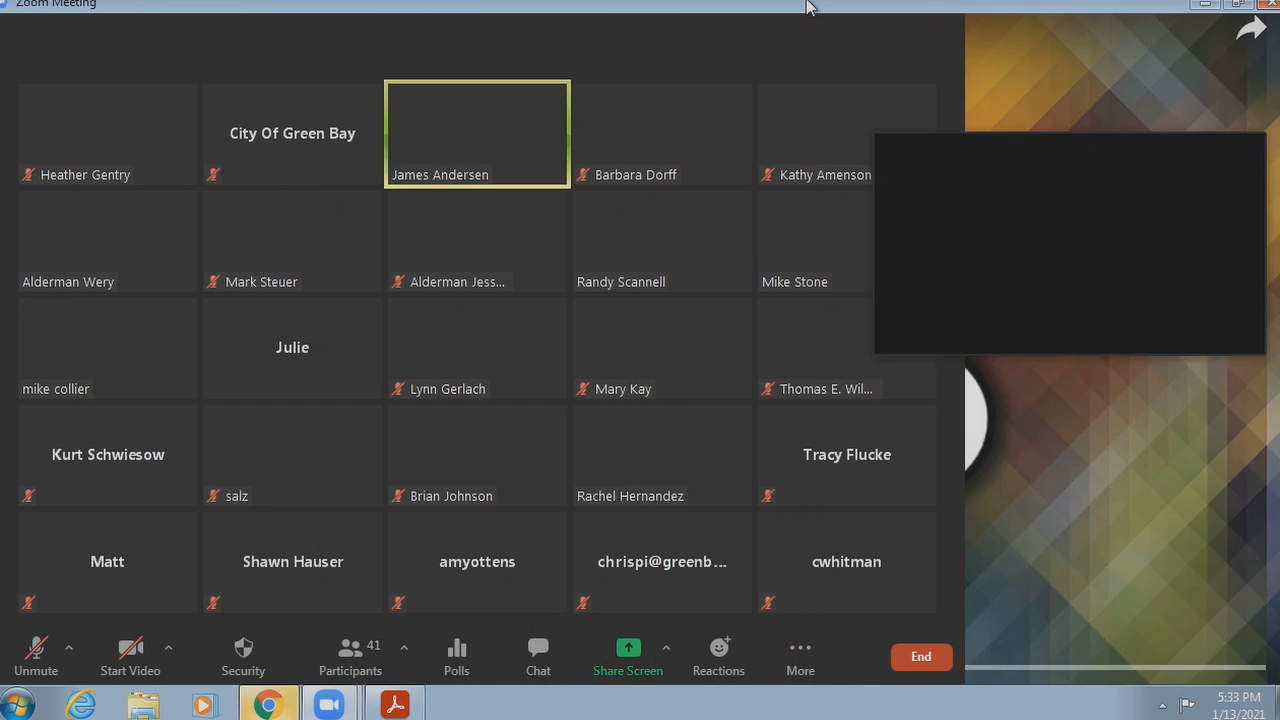 Zoom Meeting
Heather Gentry
City Of Green Bay
James Andersen
Barbara Dorff
Kathy Amenson
Alderman Wery
Mark Steuer
Alderman Jess...
Randy Scannell
Mike Stone
mike collier
Julie
Lynn Gerlach
Mary Kay
Thomas E. Wil...
Kurt Schwiesow
salz
Brian Johnson
Rachel Hernandez
Tracy Flucke
Matt
Shawn Hauser
amyottens
chrispi@greenb...
cwhitman
Unmute
Start Video
Security
41
Participants
Polls
Chat
Share Screen
Reactions
More
End
5:33 PM
1/13/2021